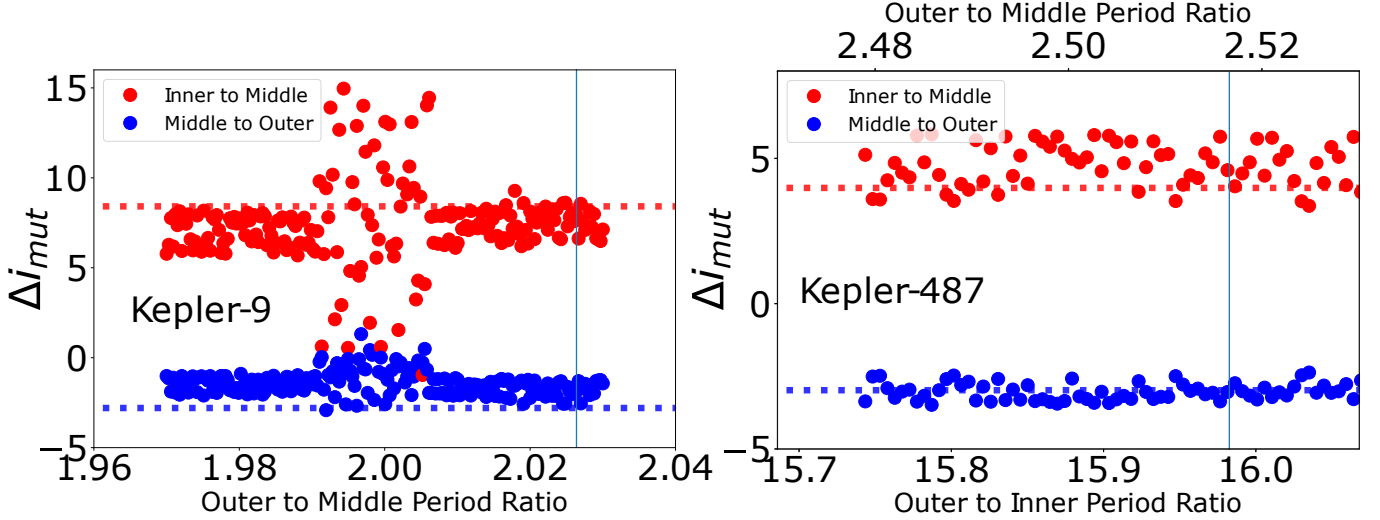 Outer to Middle Period Ratio
2.48 2.50 2.52
Inner to Middle
Middle to Outer
15
10
5
0
−5
Δi_mut
Kepler-9
1.96 1.98 2.00 2.02 2.04
Outer to Middle Period Ratio
Inner to Middle
Middle to Outer
5
0
−5
Δi_mut
Kepler-487
15.7 15.8 15.9 16.0
Outer to Inner Period Ratio